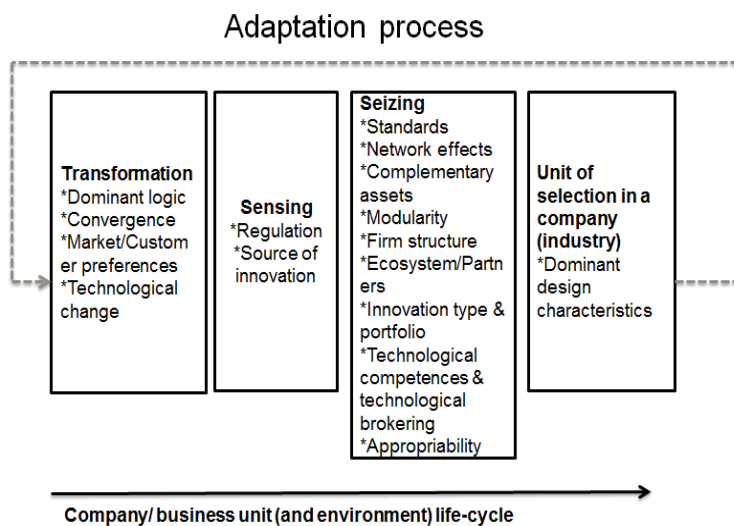 Adaptation process
Transformation
*Dominant logic
*Convergence
*Market/Custom
er preferences
*Technological
change
Sensing
*Regulation
*Source of
innovation
Seizing
*Standards
*Network effects
*Complementary
assets
*Modularity
*Firm structure
*Ecosystem/Partn
ers
*Innovation type &
portfolio
*Technological
competences &
technological
brokering
*Appropriability
Unit of
selection in a
company
(industry)
*Dominant
design
characteristics
Company/ business unit (and environment) life-cycle